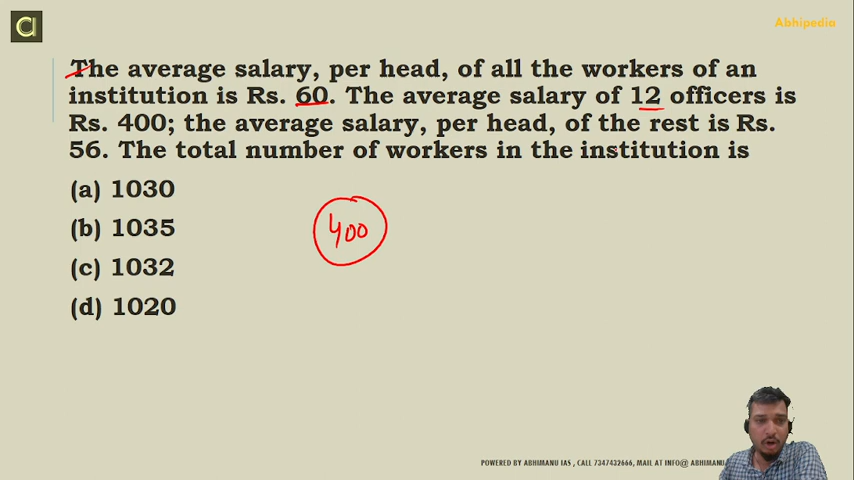 Abhipedia
The average salary, per head, of all the workers of an
institution is Rs. 60. The average salary of 12 officers is
Rs. 400; the average salary, per head, of the rest is Rs.
56. The total number of workers in the institution is
(a) 1030
(b) 1035
400
(c) 1032
(d) 1020
POWERED BY ABHIMANU IAS , CALL 7347432666, MAIL AT INFO@ ABHIMANU